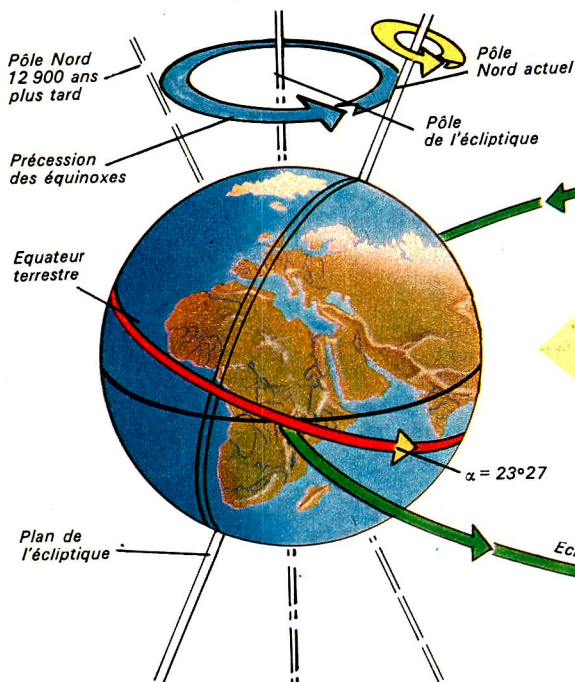 Pôle Nord
12 900 ans
plus tard
Pôle
Nord actuel
Pôle
de l'écliptique
Précession
des équinoxes
Equateur
terrestre
α = 23°27
Plan de
l'écliptique
Ec